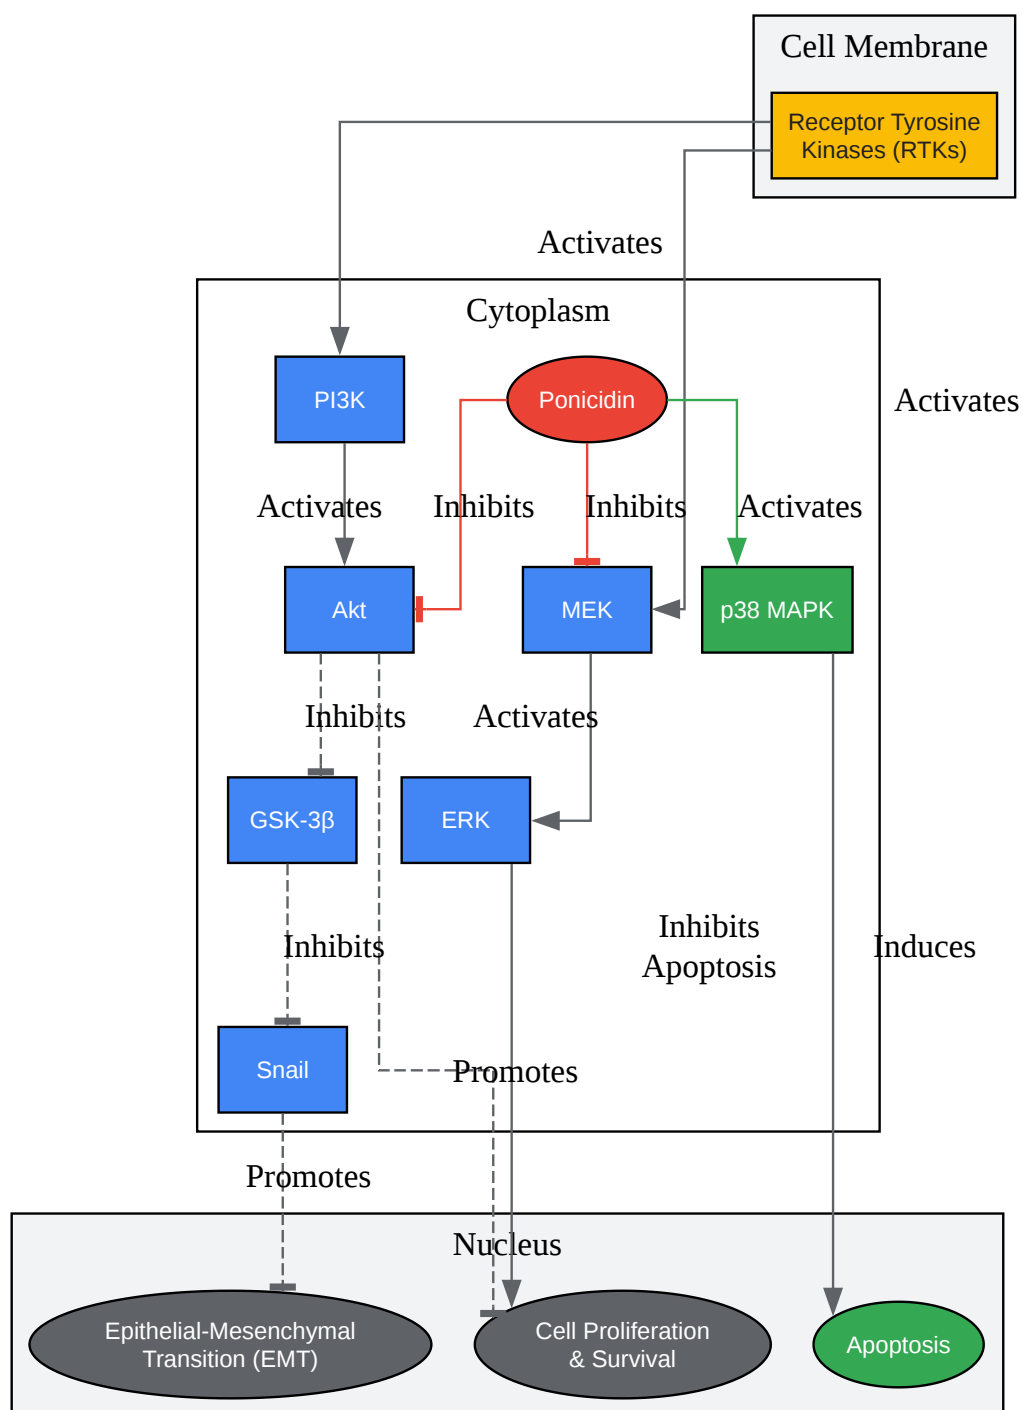 Cell Membrane
Receptor Tyrosine
Kinases (RTKs)
Activates
Cytoplasm
PI3K
Ponicidin
Activates
Activates
Inhibits
Inhibits
Activates
Akt
MEK
p38 MAPK
Inhibits
Activates
GSK-3β
ERK
Inhibits
Inhibits
Apoptosis
Induces
Snail
Promotes
Promotes
Nucleus
Epithelial-Mesenchymal
Transition (EMT)
Cell Proliferation
& Survival
Apoptosis